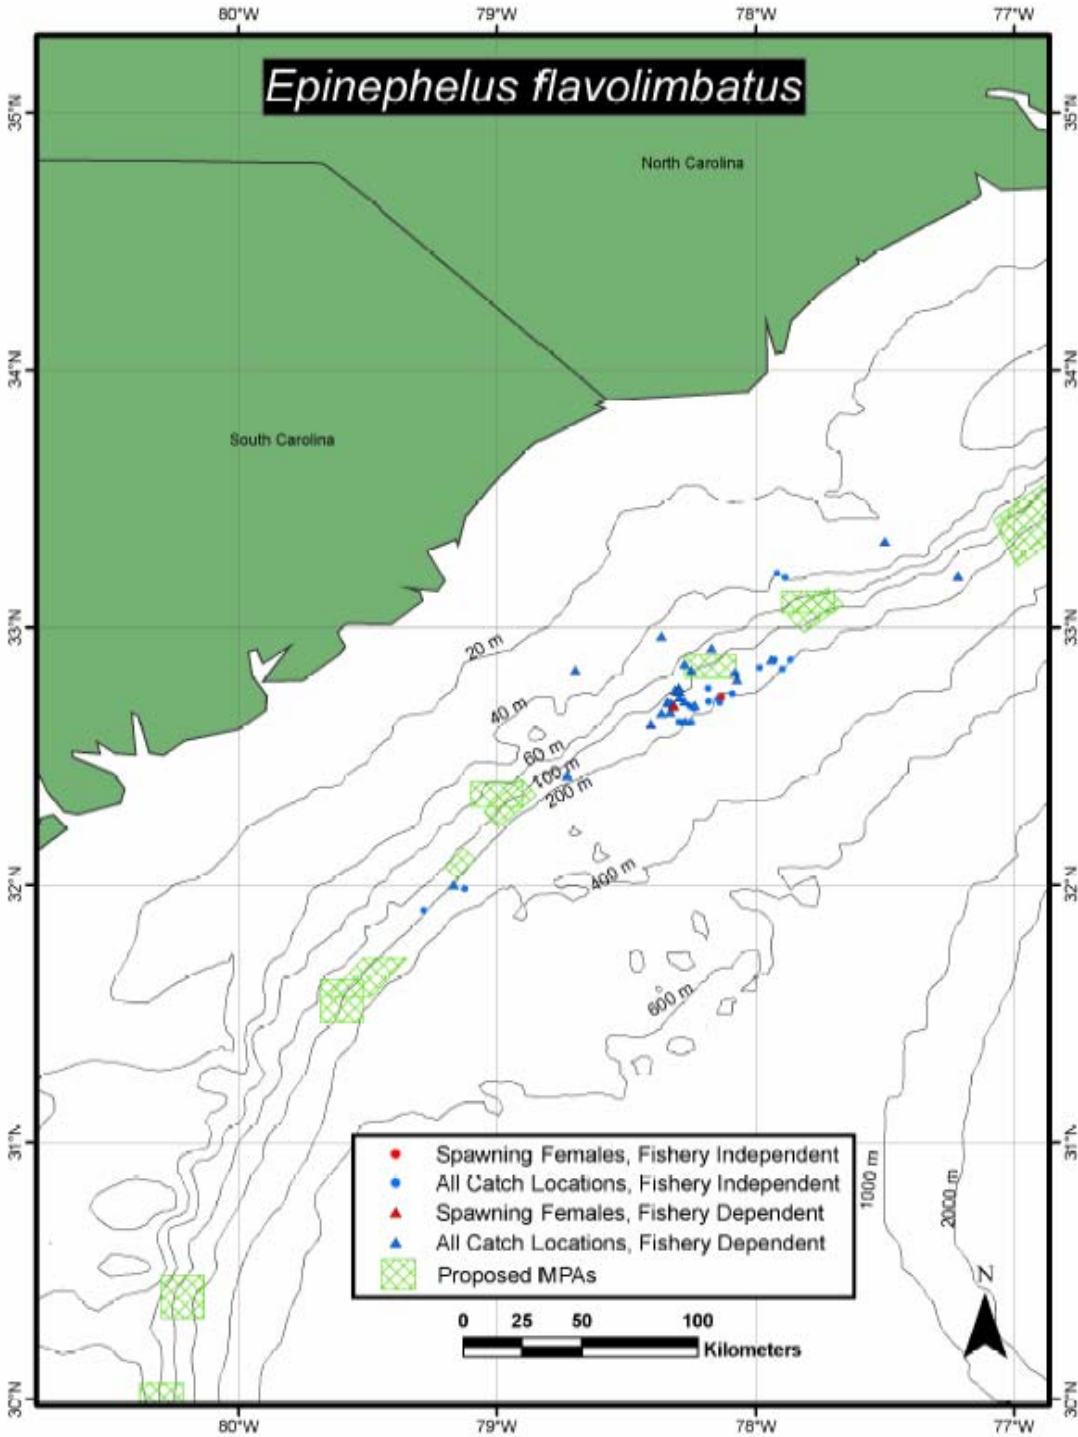 80°W 79°W 78°W 77°W
Epinephelus flavolimbatus
35°N 35°N
North Carolina
34°N 34°N
South Carolina
33°N 33°N
20 m
40 m
60 m
100 m
200 m
32°N 32°N
400 m
600 m
31°N 31°N
1000 m
2000 m
Spawning Females, Fishery Independent
All Catch Locations, Fishery Independent
Spawning Females, Fishery Dependent
All Catch Locations, Fishery Dependent
Proposed MPAs
N
0 25 50 100
Kilometers
30°N 30°N
80°W 79°W 78°W 77°W